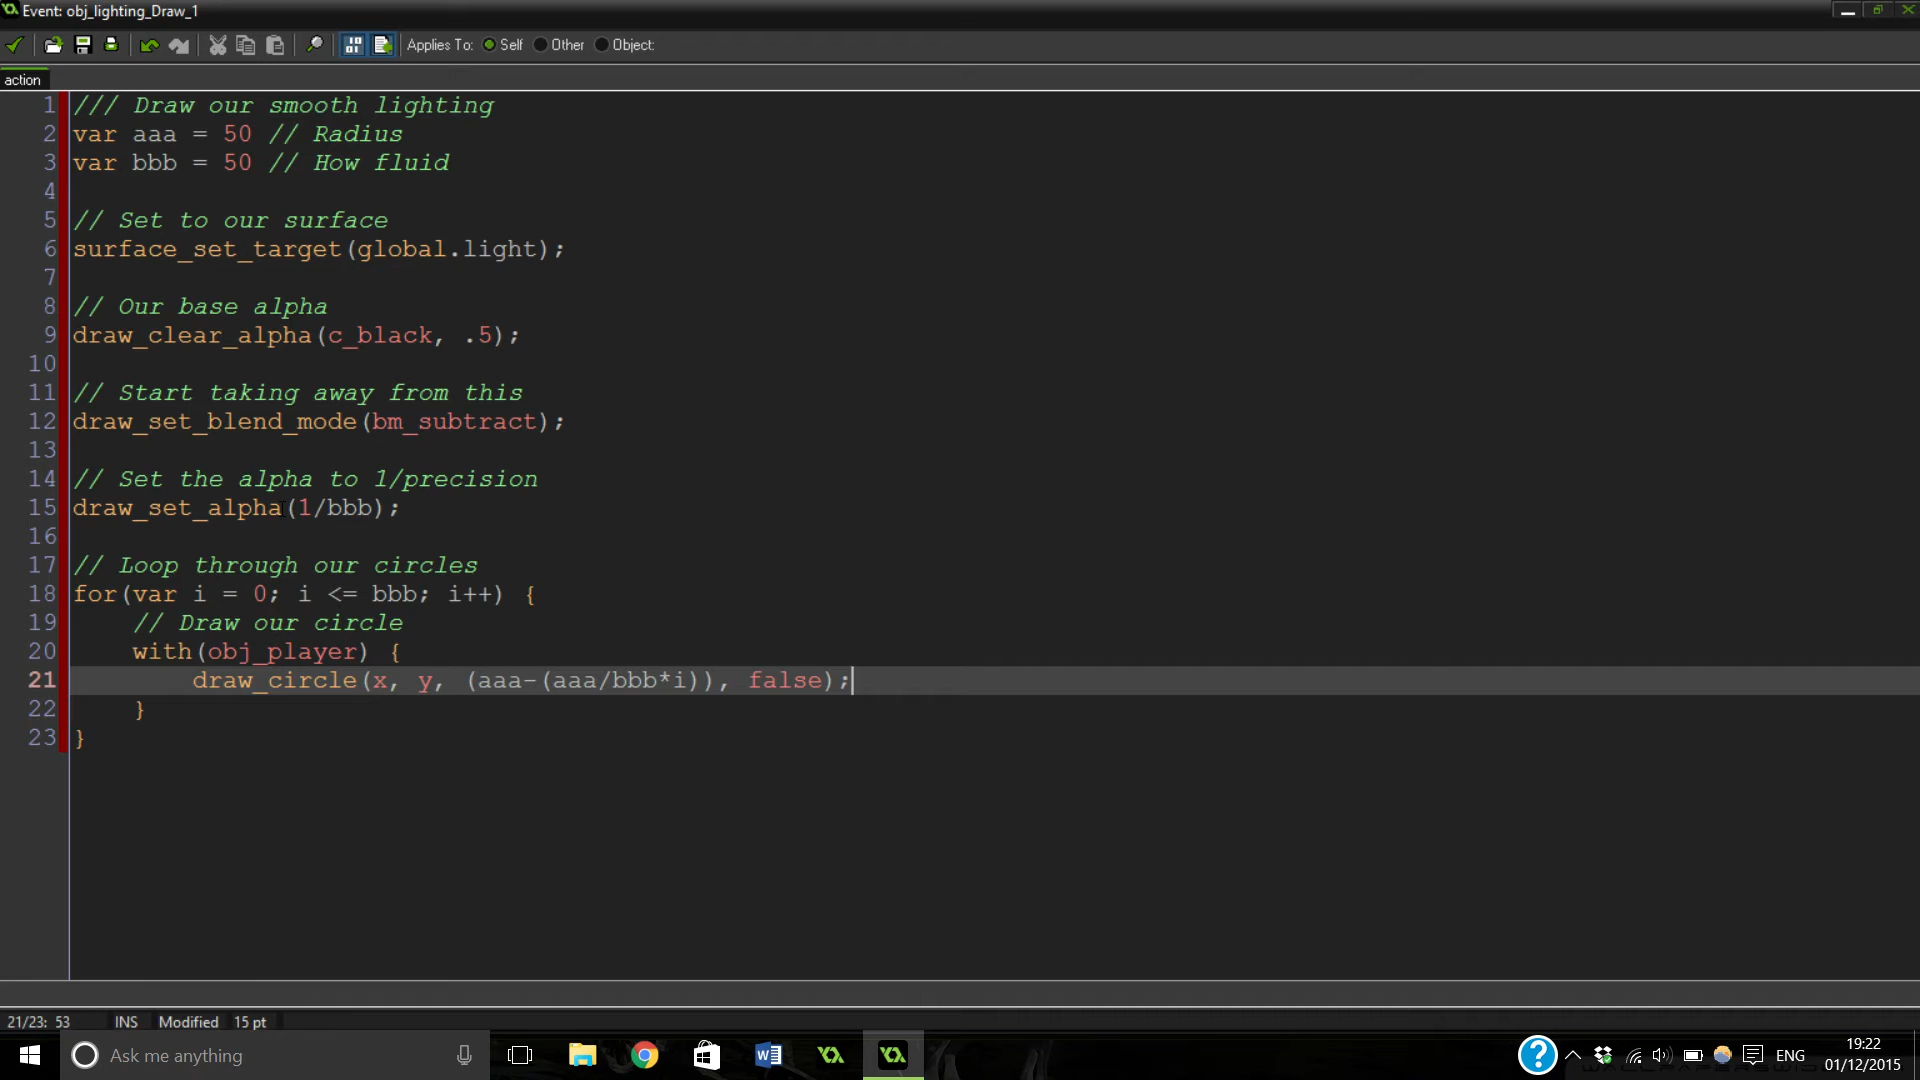 Event: obj_lighting_Draw_1
Applies To: Self Other Object:
action
1 /// Draw our smooth lighting
2 var aaa = 50 // Radius
3 var bbb = 50 // How fluid
4
5 // Set to our surface
6 surface_set_target(global.light);
7
8 // Our base alpha
9 draw_clear_alpha(c_black, .5);
10
11 // Start taking away from this
12 draw_set_blend_mode(bm_subtract);
13
14 // Set the alpha to 1/precision
15 draw_set_alpha(1/bbb);
16
17 // Loop through our circles
18 for(var i = 0; i <= bbb; i++) {
19 // Draw our circle
20 with(obj_player) {
21 draw_circle(x, y, (aaa-(aaa/bbb*i)), false);
22 }
23 }
21/23: 53 INS Modified 15 pt
Ask me anything
ENG
19:22
01/12/2015